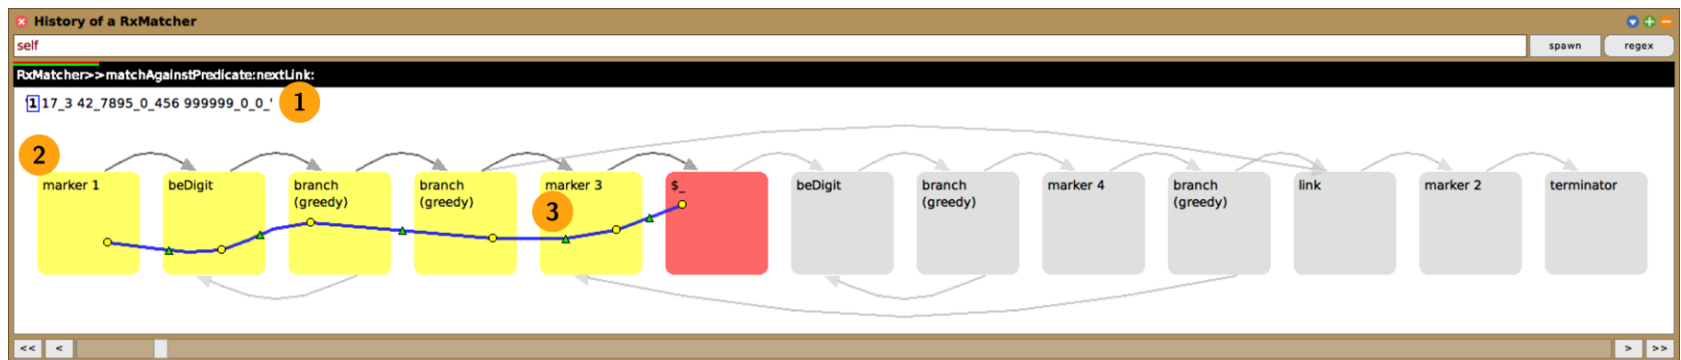 History of a RxMatcher
self
spawn
regex
RxMatcher>>matchAgainstPredicate:nextLink:
'117_3 42_7895_0_456 999999_0_0_'
1
2
marker 1
beDigit
branch
(greedy)
branch
(greedy)
marker 3
$_
beDigit
branch
(greedy)
marker 4
branch
(greedy)
link
marker 2
terminator
3
<<
<
>
>>